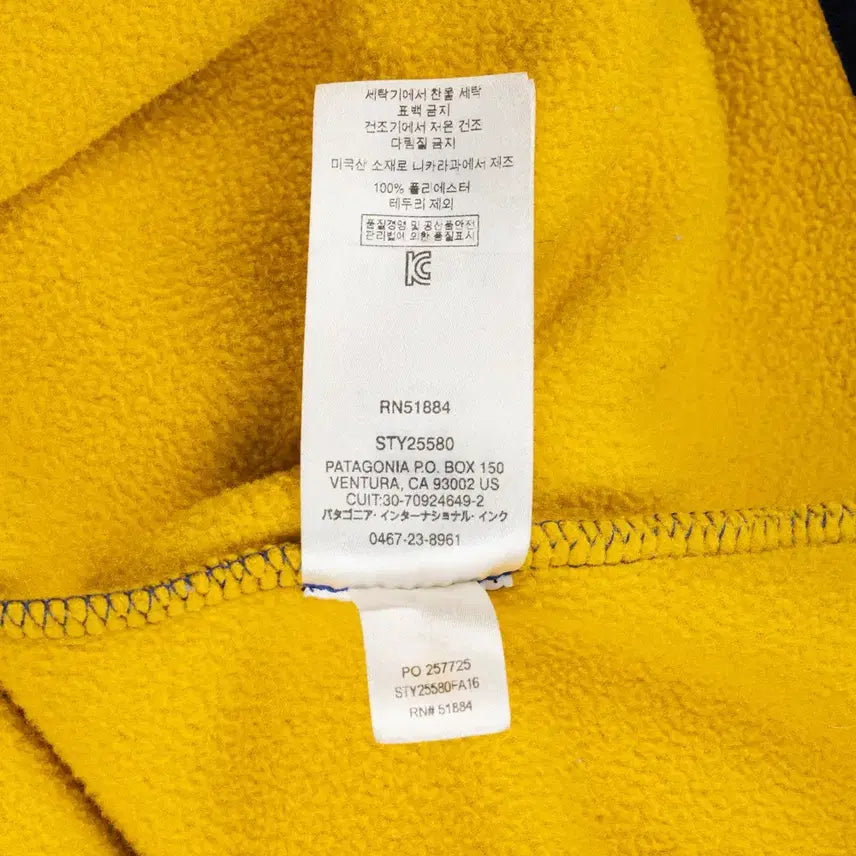 세탁기에서 찬물 세탁
표백 금지
건조기에서 저온 건조
다림질 금지
미국산 소재로 니카라과에서 제조
100% 폴리에스터
테두리 제외
품질경영 및 공산품안전
관리법에 의한 품질표시
KC
RN51884
STY25580
PATAGONIA P.O. BOX 150
VENTURA, CA 93002 US
CUIT:30-70924649-2
パタゴニア・インターナショナル・インク
0467-23-8961
PO 257725
STY25580FA16
RN# 51884